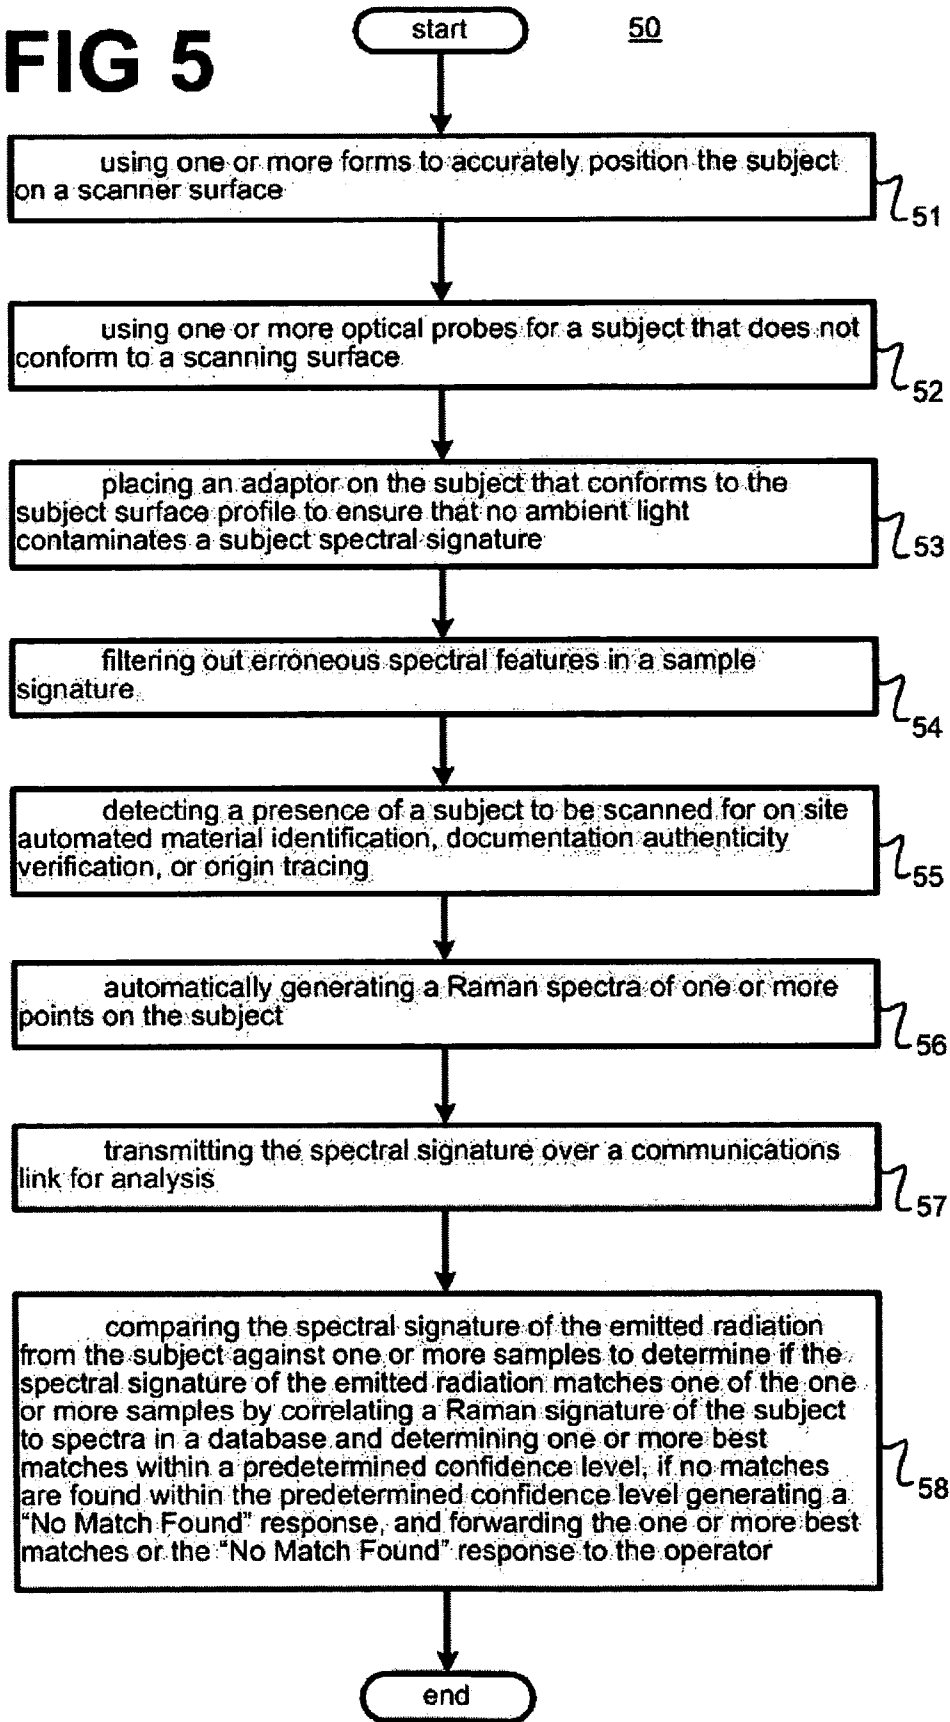 FIG 5
start
50
using one or more forms to accurately position the subject
on a scanner surface
51
using one or more optical probes for a subject that does not
conform to a scanning surface
52
placing an adaptor on the subject that conforms to the
subject surface profile to ensure that no ambient light
contaminates a subject spectral signature
53
filtering out erroneous spectral features in a sample
signature
54
detecting a presence of a subject to be scanned for on site
automated material identification, documentation authenticity
verification, or origin tracing
55
automatically generating a Raman spectra of one or more
points on the subject
56
transmitting the spectral signature over a communications
link for analysis
57
comparing the spectral signature of the emitted radiation
from the subject against one or more samples to determine if the
spectral signature of the emitted radiation matches one of the one
or more samples by correlating a Raman signature of the subject
to spectra in a database and determining one or more best
matches within a predetermined confidence level, if no matches
are found within the predetermined confidence level generating a
"No Match Found" response, and forwarding the one or more best
matches or the "No Match Found" response to the operator
58
end